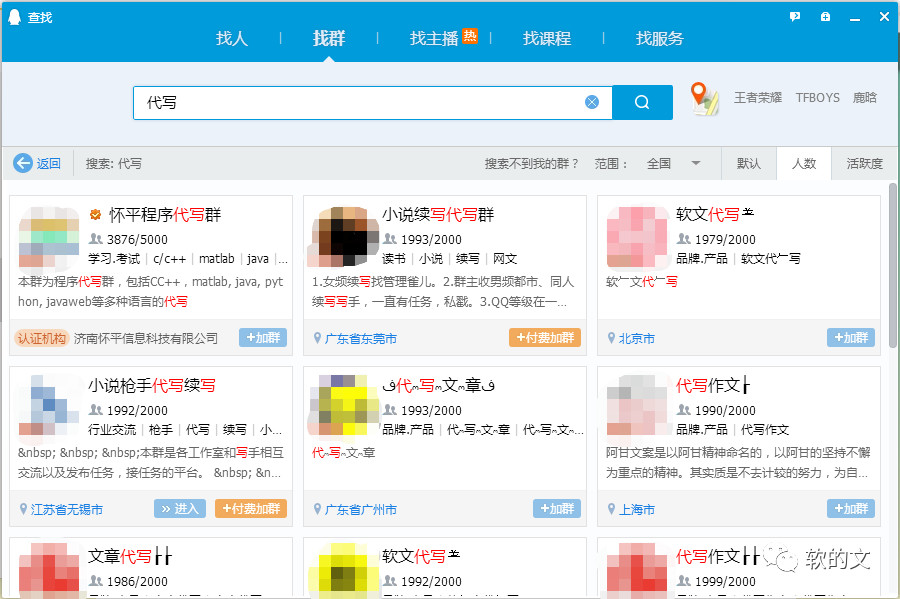 查找
找人 | 找群 | 找主播 热 | 找课程 | 找服务
代写
王者荣耀 TFBOYS 鹿晗
返回 搜索: 代写 搜索不到我的群? 范围: 全国 默认 人数 活跃度
怀平程序代写群
3876/5000
学习.考试 | c/c++ | matlab | java |...
本群为程序代写群,包括CC++,matlab, java, pyt
hon, javaweb等多种语言的代写
认证机构 济南怀平信息科技有限公司 +加群
小说续写代写群
1993/2000
读书 | 小说 | 续写 | 网文
1.女频续写找管理雀儿。2.群主收男频都市、同人
续写写手,一直有任务,私戳。3.QQ等级在一...
广东省东莞市 +付费加群
软文代写
1979/2000
品牌.产品 | 软文代写
软文代写
北京市 +加群
小说枪手代写续写
1992/2000
行业交流 | 枪手 | 代写 | 续写 | 小...
&nbsp; &nbsp; &nbsp;本群是各工作室和写手相互
交流以及发布任务,接任务的平台。 &nbsp; &n...
江苏省无锡市 » 进入 +付费加群
ف代写文章ف
1993/2000
品牌.产品 | 代写文章 | 代写文...
代写文章
广东省广州市 +加群
代写作文
1990/2000
品牌.产品 | 代写作文
阿甘文案是以阿甘精神命名的,以阿甘的坚持不懈
为重点的精神。其实质是不去计较的努力,为自...
上海市 +加群
文章代写
1986/2000
软文代写
1992/2000
代写作文
1999/2000
软的文